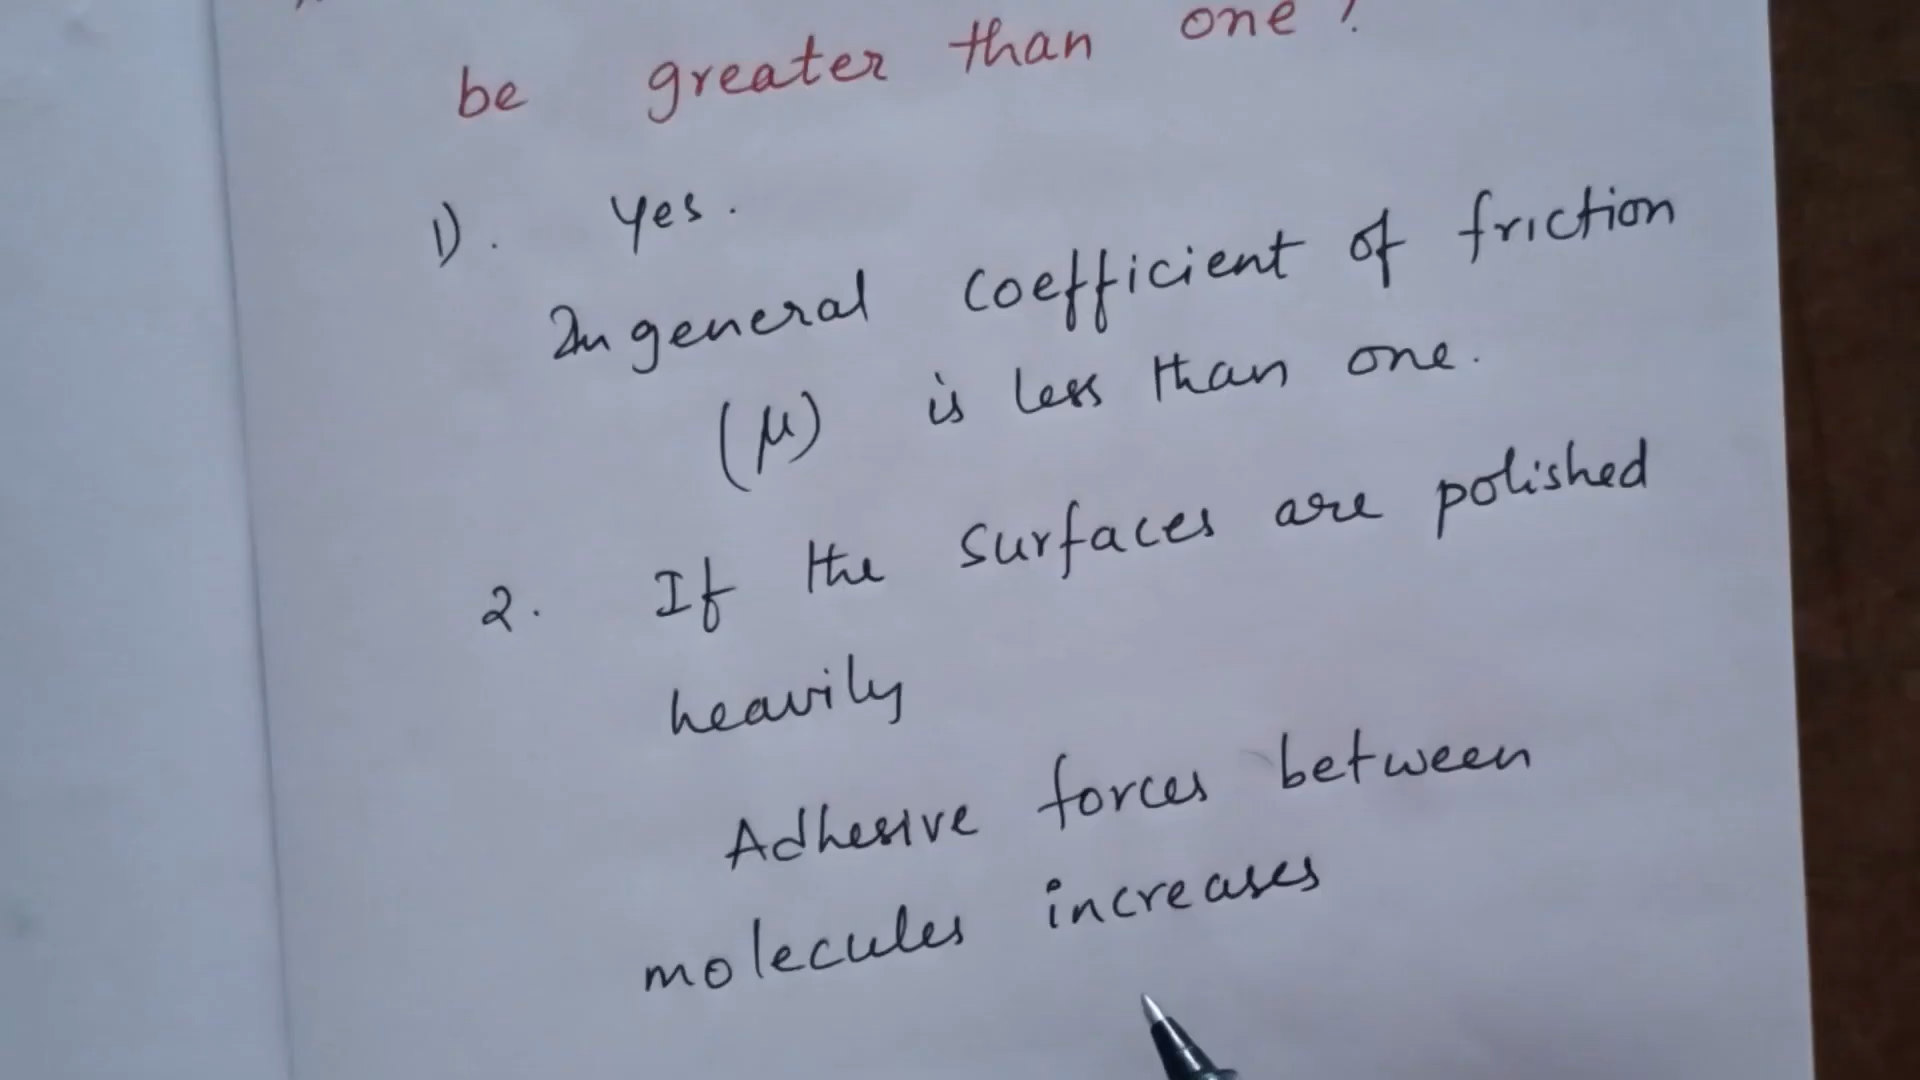 be greater than one?
1). Yes.
In general coefficient of friction
(μ) is less than one.
2. If the surfaces are polished
heavily
Adhesive forces between
molecules increases